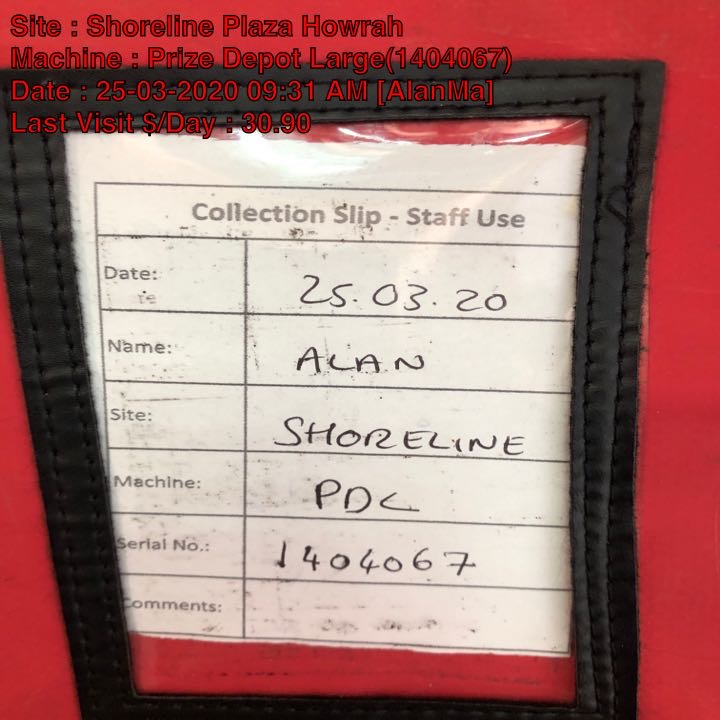 Site : Shoreline Plaza Howrah
Machine : Prize Depot Large(1404067)
Date : 25-03-2020 09:31 AM [AlanMa]
Last Visit $/Day : 30.90
Collection Slip - Staff Use
Date: 25.03.20
Name: ALAN
Site: SHORELINE
Machine: PDL
Serial No.: 1404067
Comments: